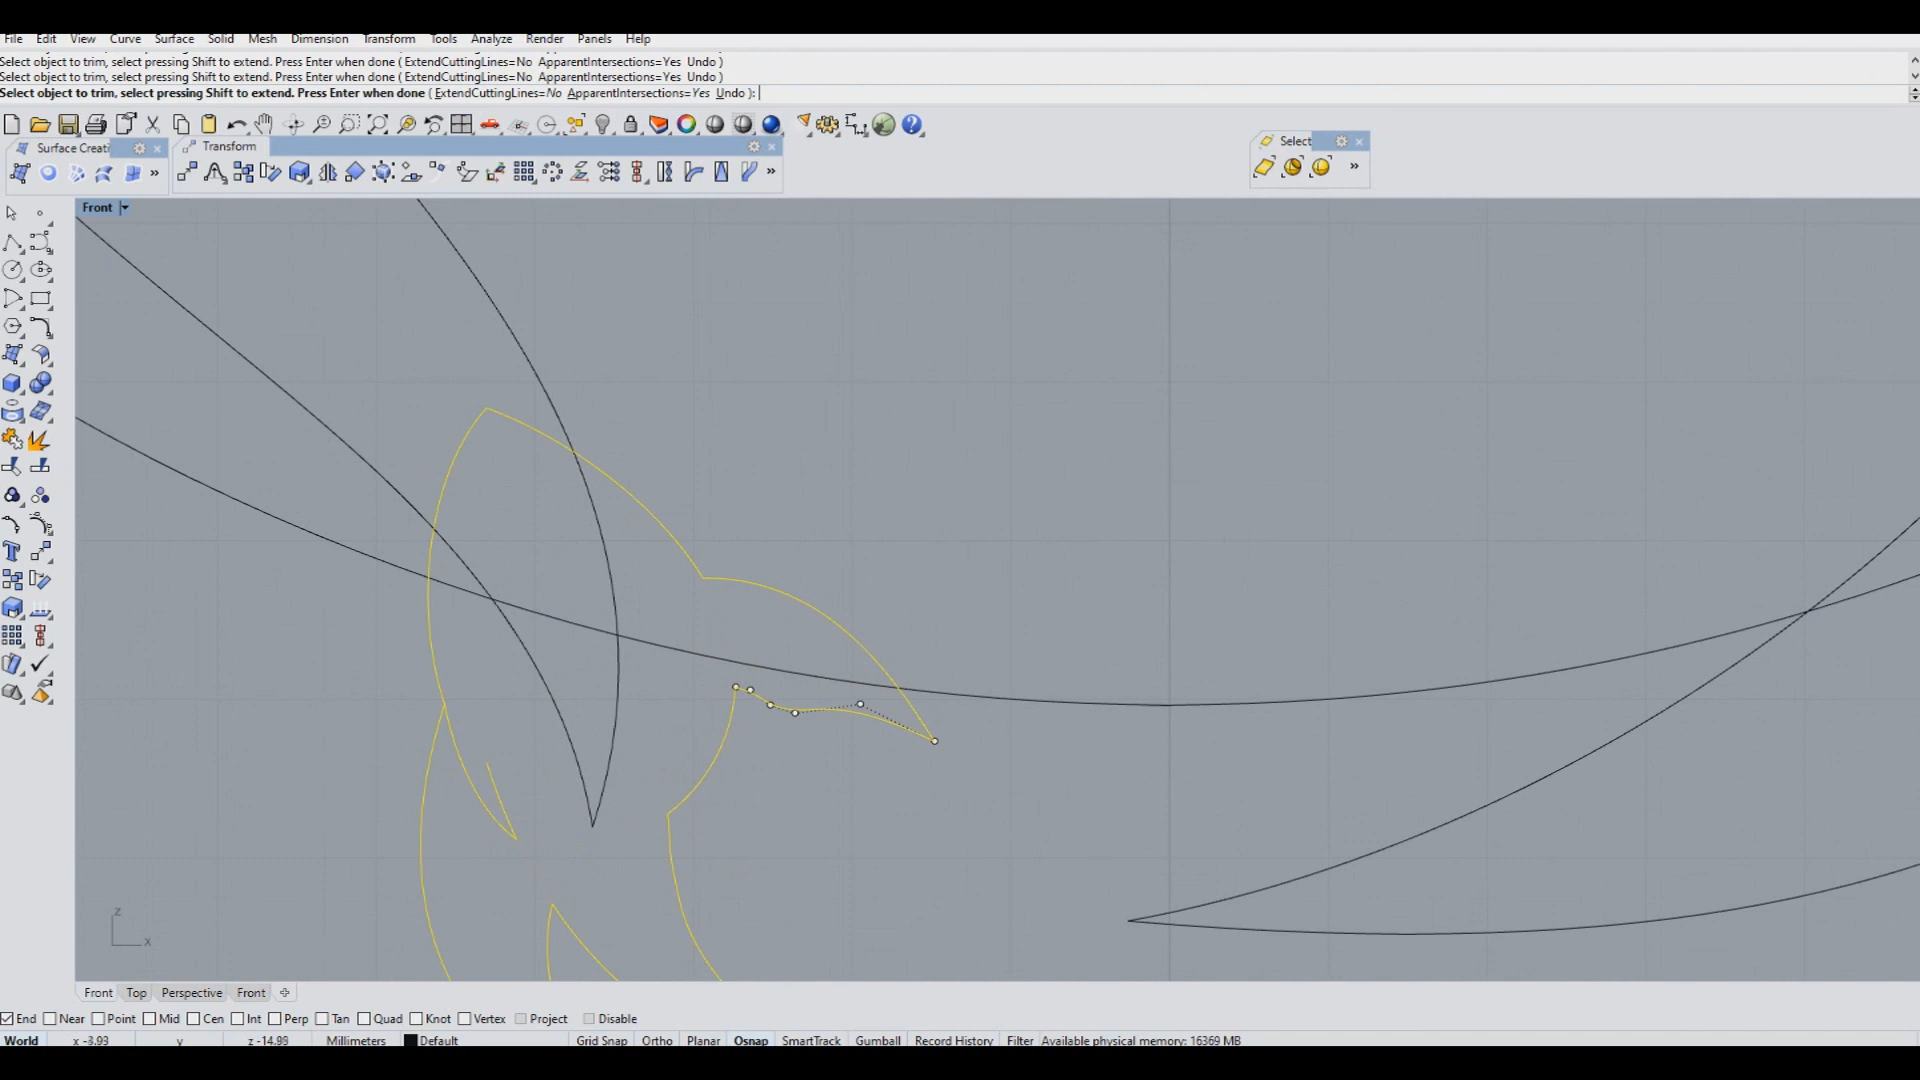 File Edit View Curve Surface Solid Mesh Dimension Transform Tools Analyze Render Panels Help
Select object to trim, select pressing Shift to extend. Press Enter when done ( ExtendCuttingLines=No ApparentIntersections=Yes Undo )
Select object to trim, select pressing Shift to extend. Press Enter when done ( ExtendCuttingLines=No ApparentIntersections=Yes Undo )
Select object to trim, select pressing Shift to extend. Press Enter when done ( ExtendCuttingLines=No ApparentIntersections=Yes Undo ):
Surface Creati Transform Select
Front
z
x
Front Top Perspective Front
End Near Point Mid Cen Int Perp Tan Quad Knot Vertex Project Disable
World x -3.93 y z -14.99 Millimeters Default Grid Snap Ortho Planar Osnap SmartTrack Gumball Record History Filter Available physical memory: 16369 MB